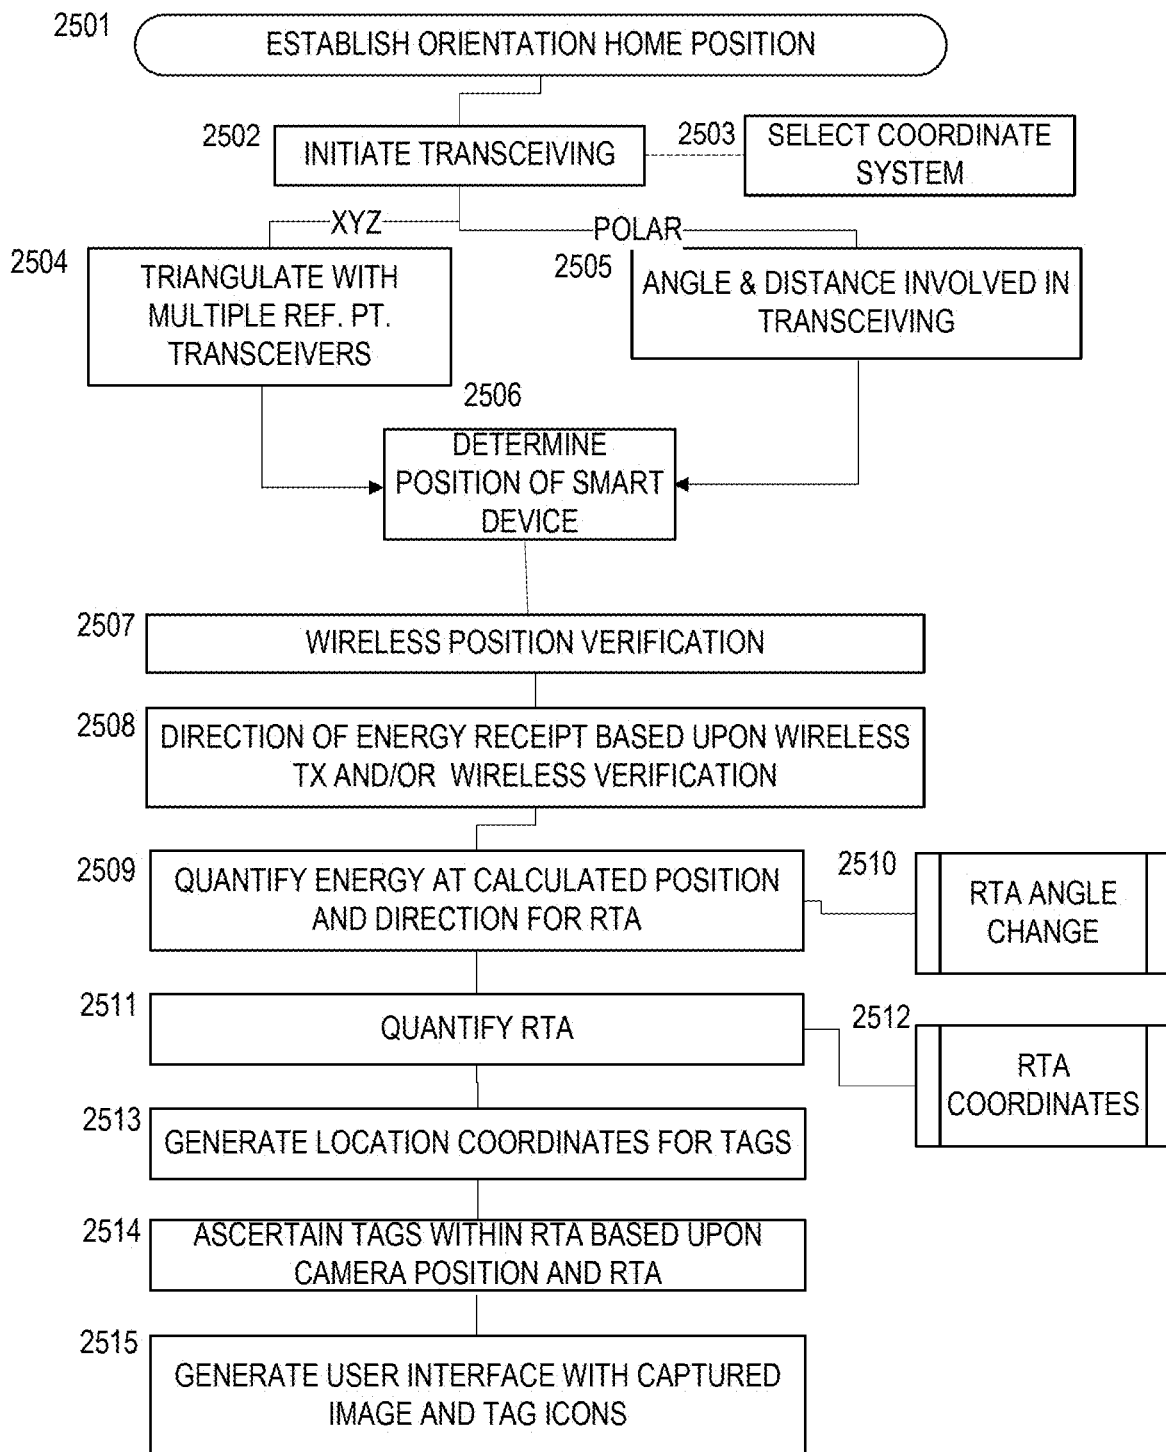 2501
ESTABLISH ORIENTATION HOME POSITION
2502
INITIATE TRANSCEIVING
2503
SELECT COORDINATE
SYSTEM
XYZ
POLAR
2504
TRIANGULATE WITH
MULTIPLE REF. PT.
TRANSCEIVERS
2505
ANGLE & DISTANCE INVOLVED IN
TRANSCEIVING
2506
DETERMINE
POSITION OF SMART
DEVICE
2507
WIRELESS POSITION VERIFICATION
2508
DIRECTION OF ENERGY RECEIPT BASED UPON WIRELESS
TX AND/OR WIRELESS VERIFICATION
2509
QUANTIFY ENERGY AT CALCULATED POSITION
AND DIRECTION FOR RTA
2510
RTA ANGLE
CHANGE
2511
QUANTIFY RTA
2512
RTA
COORDINATES
2513
GENERATE LOCATION COORDINATES FOR TAGS
2514
ASCERTAIN TAGS WITHIN RTA BASED UPON
CAMERA POSITION AND RTA
2515
GENERATE USER INTERFACE WITH CAPTURED
IMAGE AND TAG ICONS